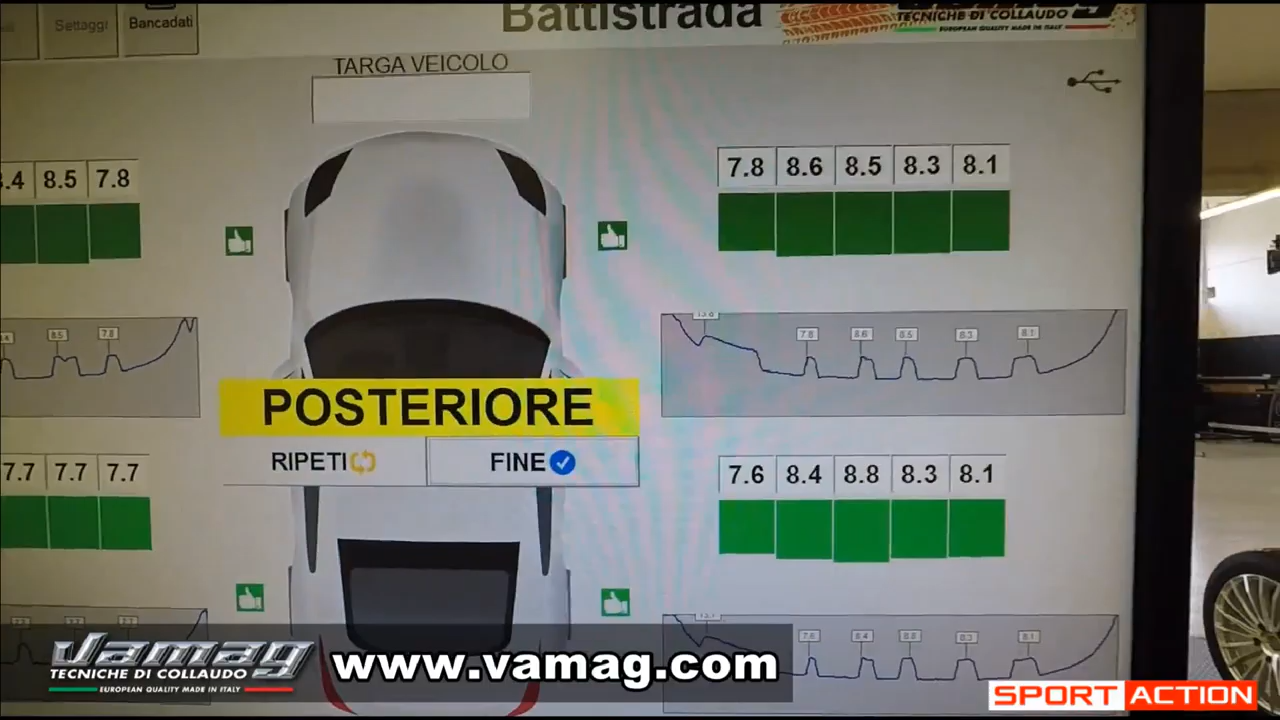 Settaggi
Bancadati
Battistrada
TECNICHE DI COLLAUDO
EUROPEAN QUALITY MADE IN ITALY
TARGA VEICOLO
.4 8.5 7.8
7.8 8.6 8.5 8.3 8.1
8.5 7.8
7.8 8.6 8.5 8.3 8.1
POSTERIORE
RIPETI FINE
7.7 7.7 7.7
7.6 8.4 8.8 8.3 8.1
7.6 8.4 8.8 8.3 8.1
Vamag
TECNICHE DI COLLAUDO
EUROPEAN QUALITY MADE IN ITALY
www.vamag.com
SPORT ACTION